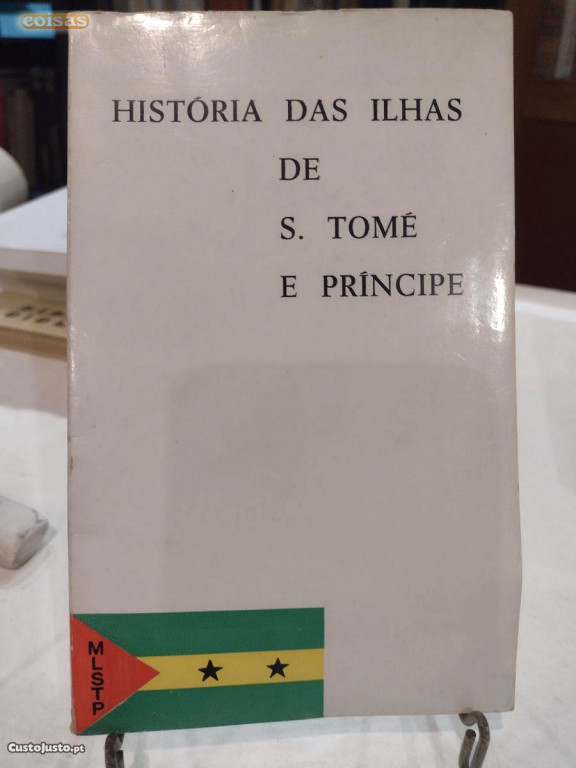 coisas
HISTÓRIA DAS ILHAS
DE
S. TOMÉ
E PRÍNCIPE
MLSTP
CustoJusto.pt